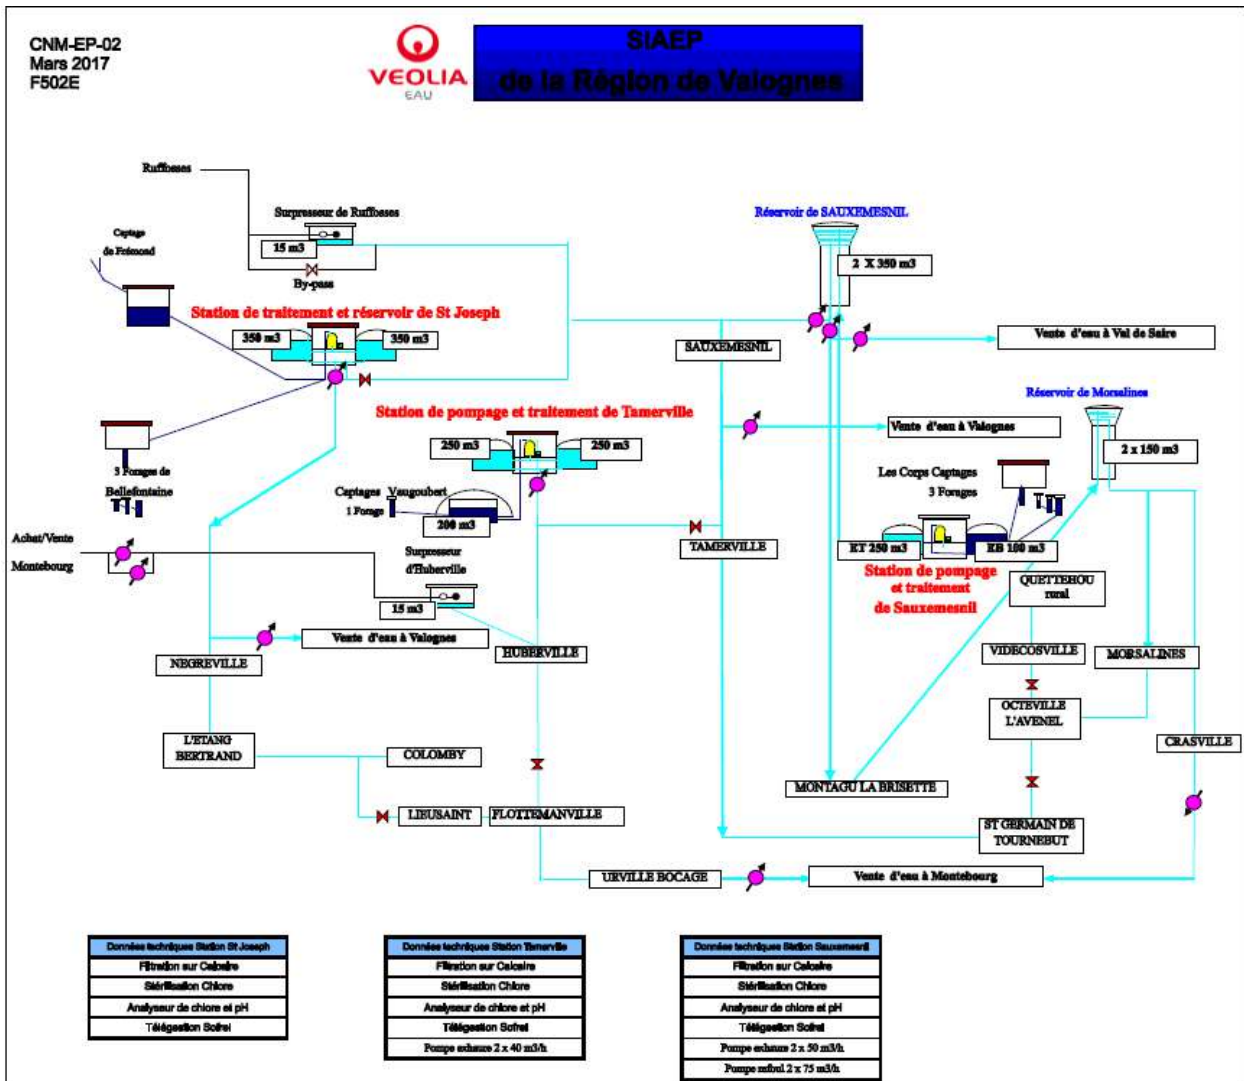 CNM-EP-02
Mars 2017
F502E
VEOLIA
EAU
SIAEP
de la Région de Valognes
Ruffosses
Surpresseur de Ruffosses
15 m3
By-pass
Captage
de Frémond
Station de traitement et réservoir de St Joseph
350 m3
350 m3
Réservoir de SAUXEMESNIL
2 X 350 m3
SAUXEMESNIL
Vente d'eau à Val de Saire
Station de pompage et traitement de Tamerville
250 m3
250 m3
Vente d'eau à Valognes
Réservoir de Morsalines
2 x 150 m3
3 Forages de
Bellefontaine
Captages Vaugoubert
1 Forage
200 m3
Les Corps Captages
3 Forages
Achat/Vente
Montebourg
Surpresseur
d'Huberville
15 m3
TAMERVILLE
ET 250 m3
EB 100 m3
Station de pompage
et traitement
de Sauxemesnil
QUETTEHOU
rural
Vente d'eau à Valognes
NEGREVILLE
HUBERVILLE
VIDECOSVILLE
MORSALINES
OCTEVILLE
L'AVENEL
L'ETANG
BERTRAND
COLOMBY
CRASVILLE
MONTAGU LA BRISETTE
LIEUSAINT
FLOTTEMANVILLE
ST GERMAIN DE
TOURNEBUT
URVILLE BOCAGE
Vente d'eau à Montebourg
Données techniques Station St Joseph
Filtration sur Calcaire
Stérilisation Chlore
Analyseur de chlore et pH
Télégestion Sofrel
Données techniques Station Tamerville
Filtration sur Calcaire
Stérilisation Chlore
Analyseur de chlore et pH
Télégestion Sofrel
Pompe exhaure 2 x 40 m3/h
Données techniques Station Sauxemesnil
Filtration sur Calcaire
Stérilisation Chlore
Analyseur de chlore et pH
Télégestion Sofrel
Pompe exhaure 2 x 50 m3/h
Pompe refoul 2 x 75 m3/h